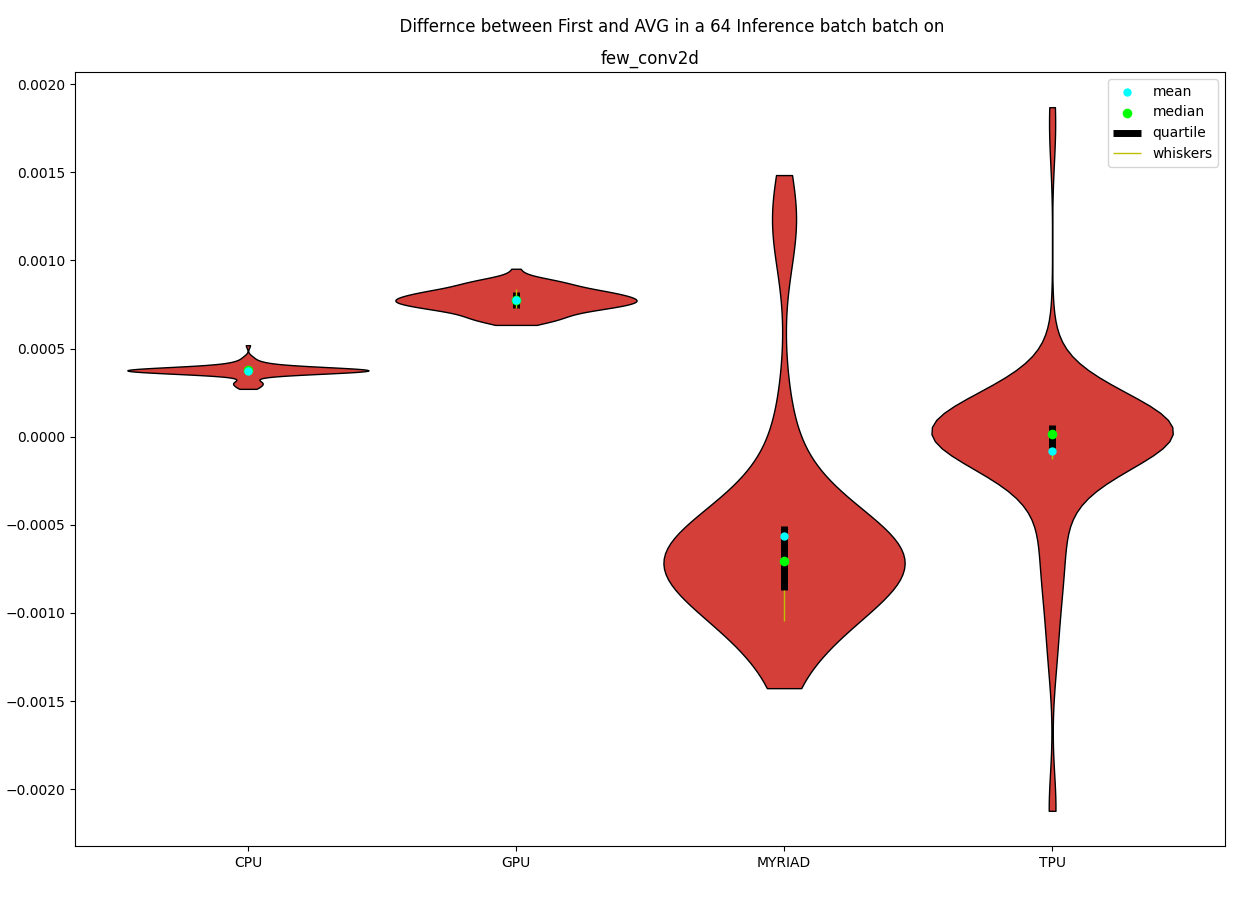 Differnce between First and AVG in a 64 Inference batch batch on
few_conv2d
0.0020
0.0015
0.0010
0.0005
0.0000
−0.0005
−0.0010
−0.0015
−0.0020
mean
median
quartile
whiskers
CPU GPU MYRIAD TPU